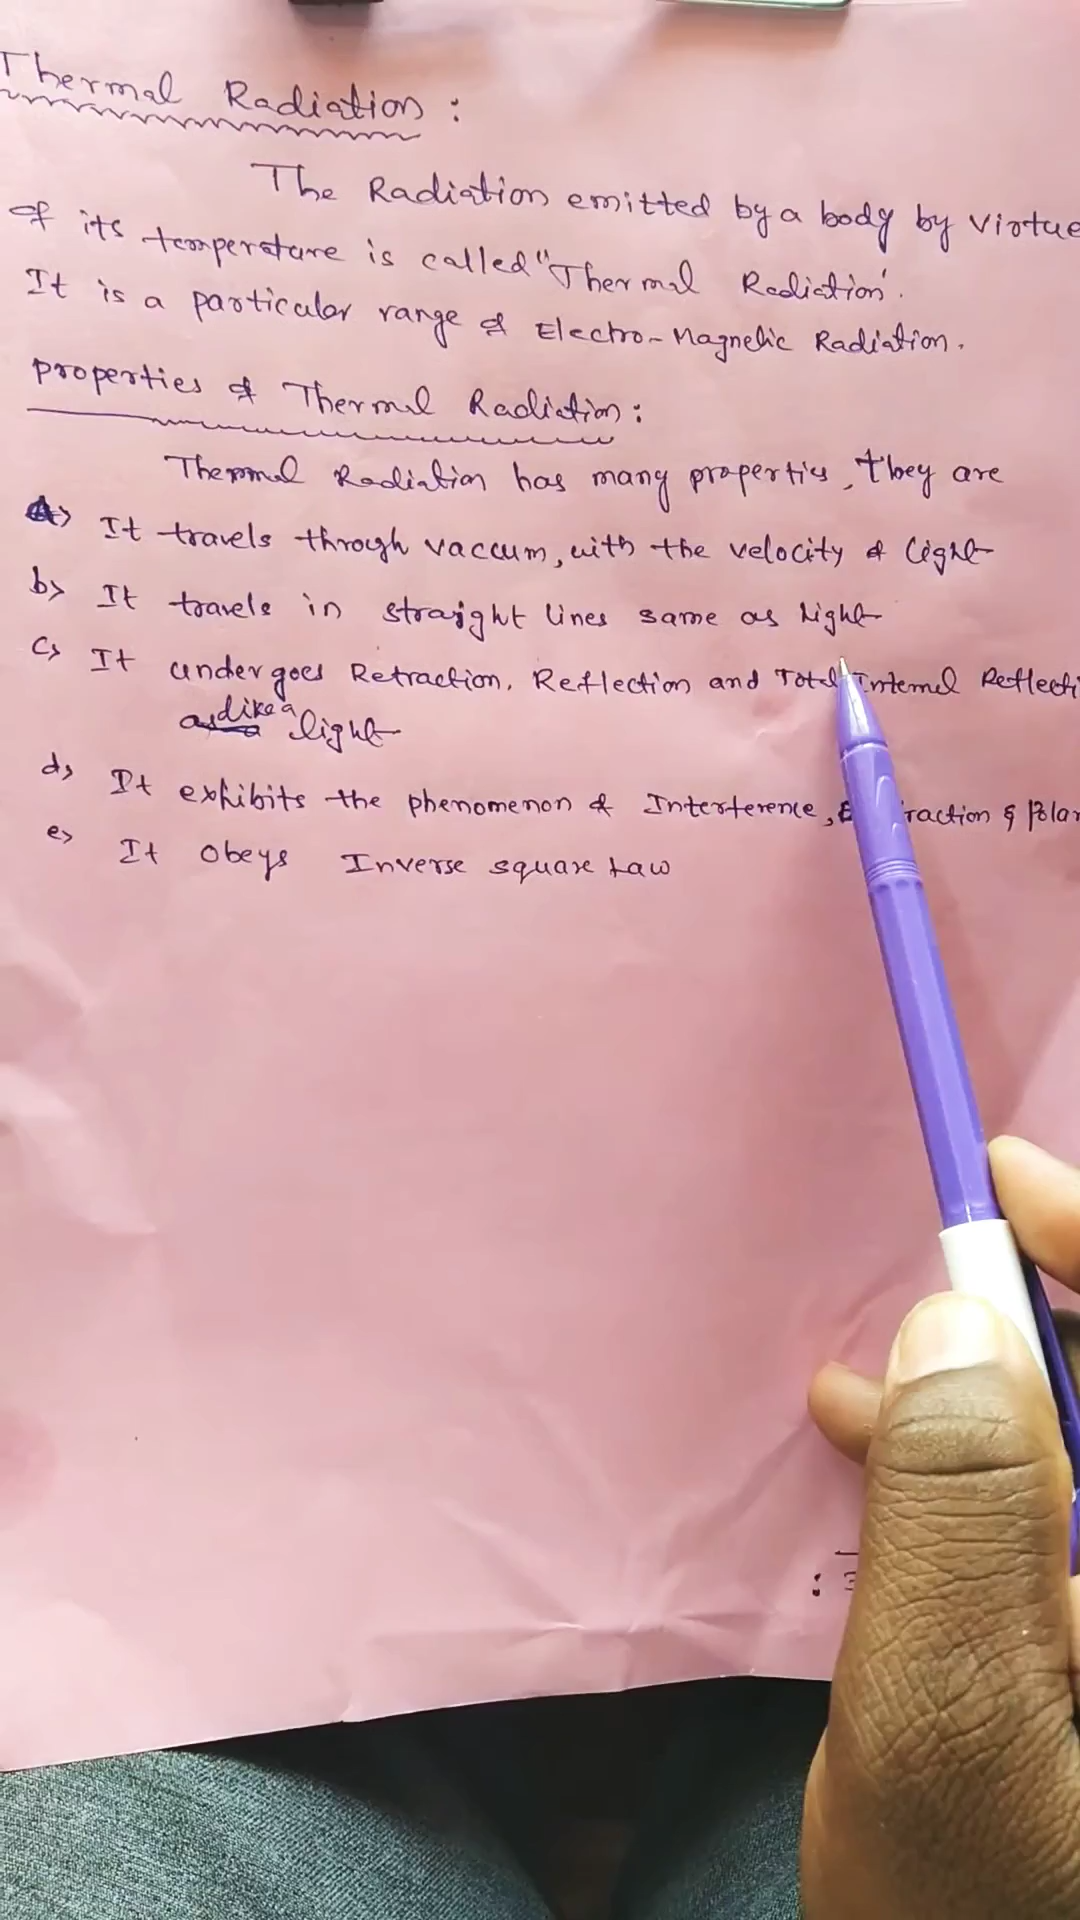 Thermal Radiation :
The Radiation emitted by a body by virtue
of its temperature is called "Thermal Radiation'.
It is a particular range of Electro-Magnetic Radiation.
properties of Thermal Radiation :
Thermal Radiation has many properties, they are
a> It travels through vaccum, with the velocity of light
b> It travels in straight lines same as light
c> It undergoes Retraction, Reflection and Total Internal Reflecti
like a light
d> It exhibits the phenomenon of Interference, raction & Polar
e> It obeys Inverse square Law